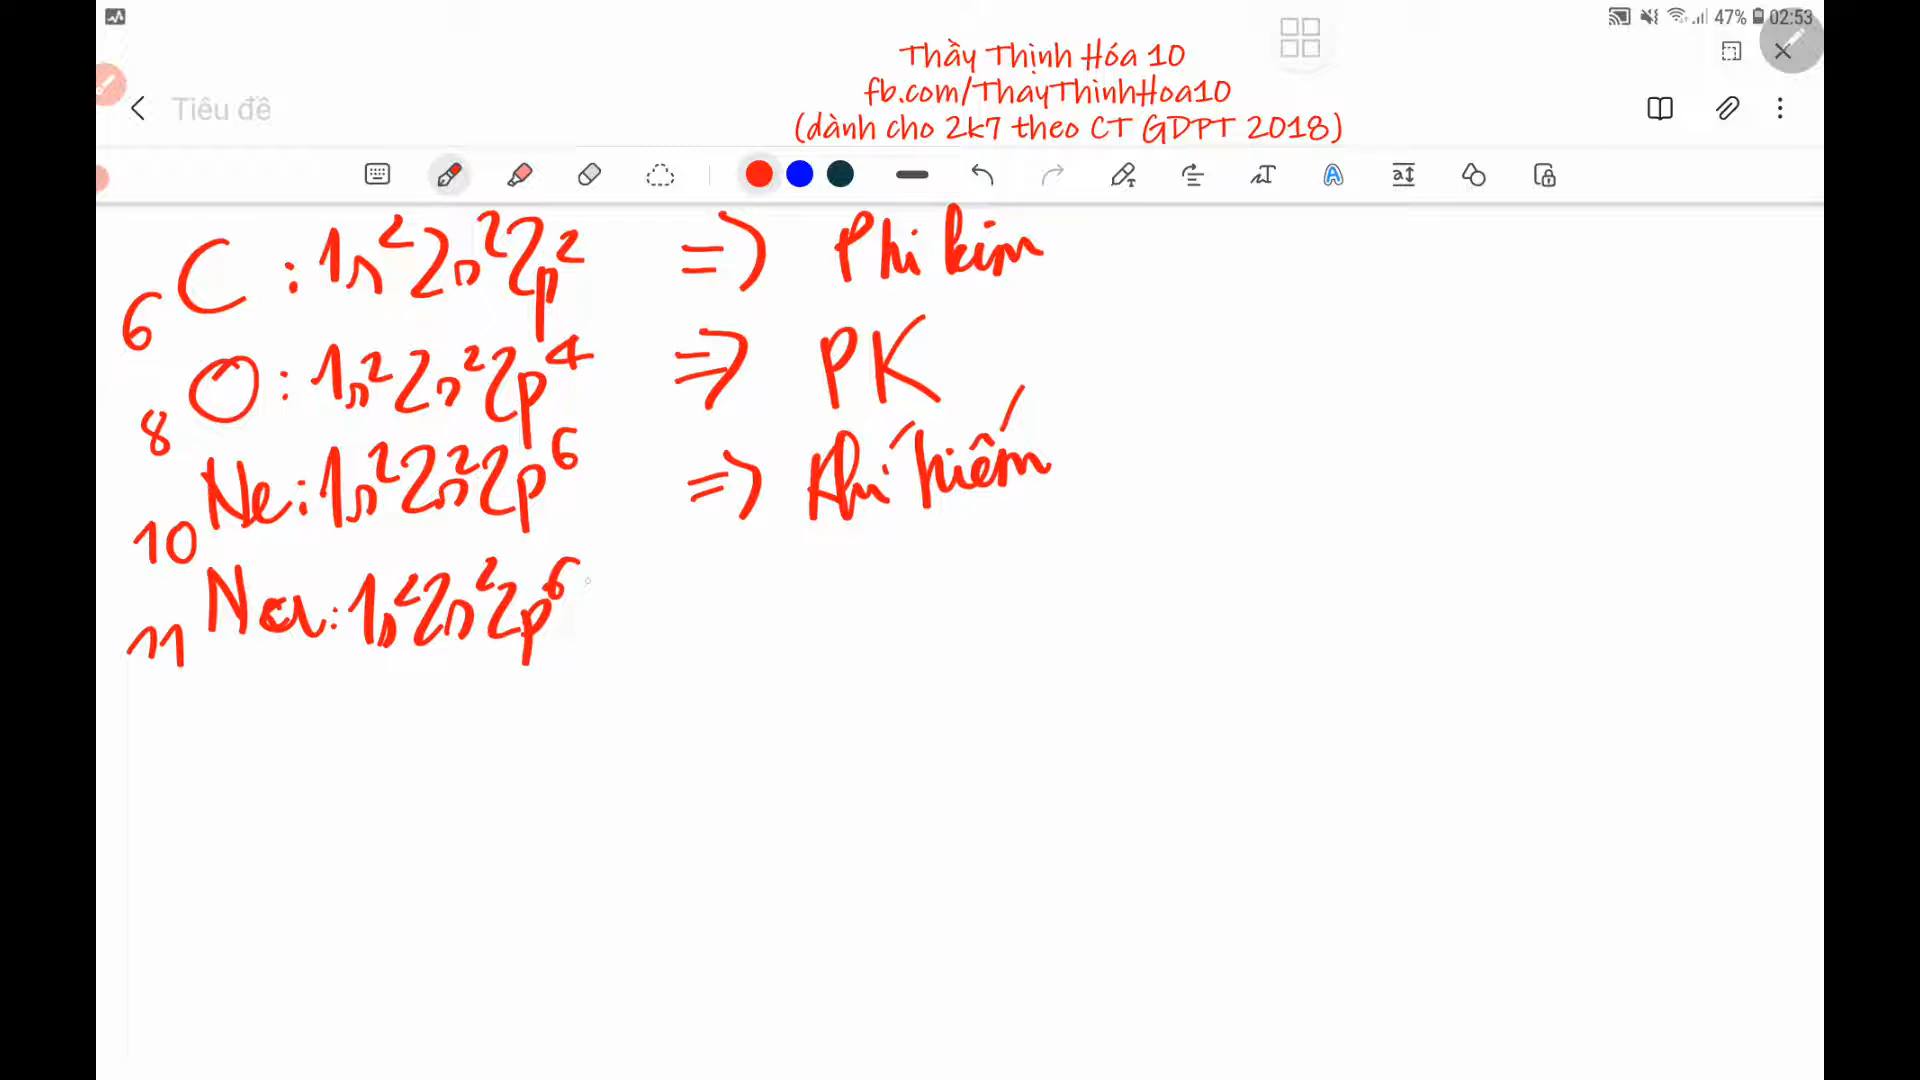 47% 02:53
Thầy Thịnh Hóa 10
fb.com/ThayThinhHoa10
(dành cho 2k7 theo CT GDPT 2018)
Tiêu đề
₆C : 1s²2s²2p² => Phi kim
₈O : 1s²2s²2p⁴ => PK
₁₀Ne : 1s²2s²2p⁶ => Khí hiếm
₁₁Na : 1s²2s²2p⁶